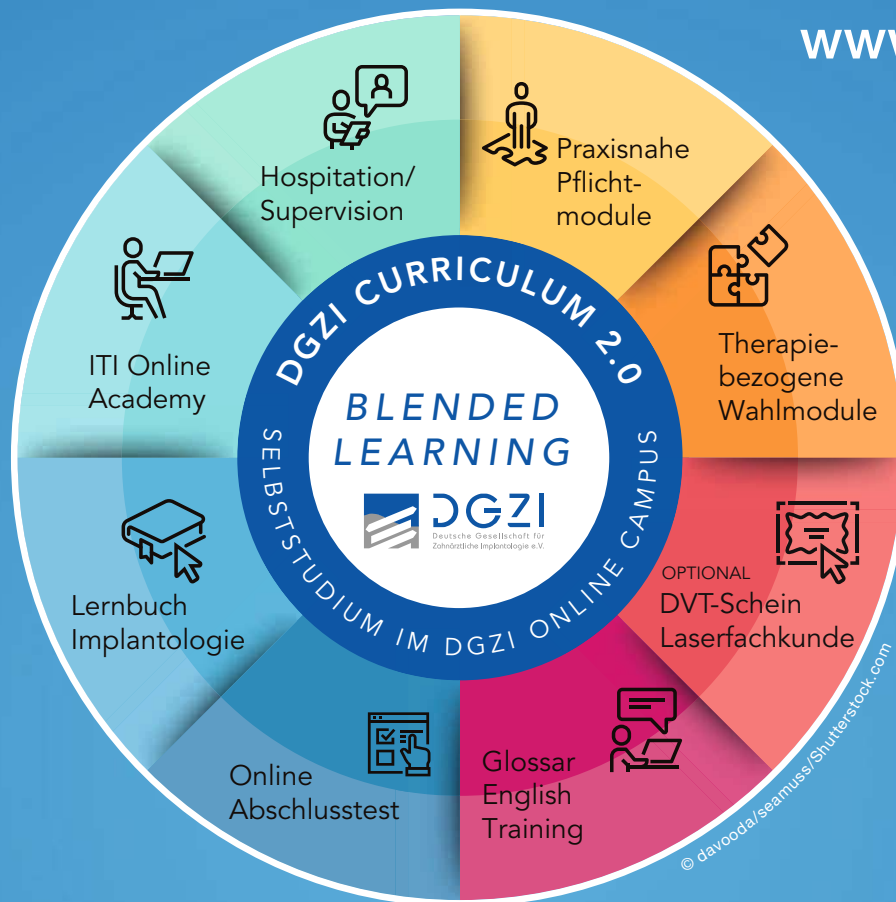 www
Hospitation/
Supervision
Praxisnahe
Pflicht-
module
Therapie-
bezogene
Wahlmodule
OPTIONAL
DVT-Schein
Laserfachkunde
Glossar
English
Training
Online
Abschlusstest
Lernbuch
Implantologie
ITI Online
Academy
DGZI CURRICULUM 2.0
SELBSTSTUDIUM IM DGZI ONLINE CAMPUS
BLENDED
LEARNING
DGZI
Deutsche Gesellschaft für
Zahnärztliche Implantologie e.V.
© davooda/seamuss/Shutterstock.com